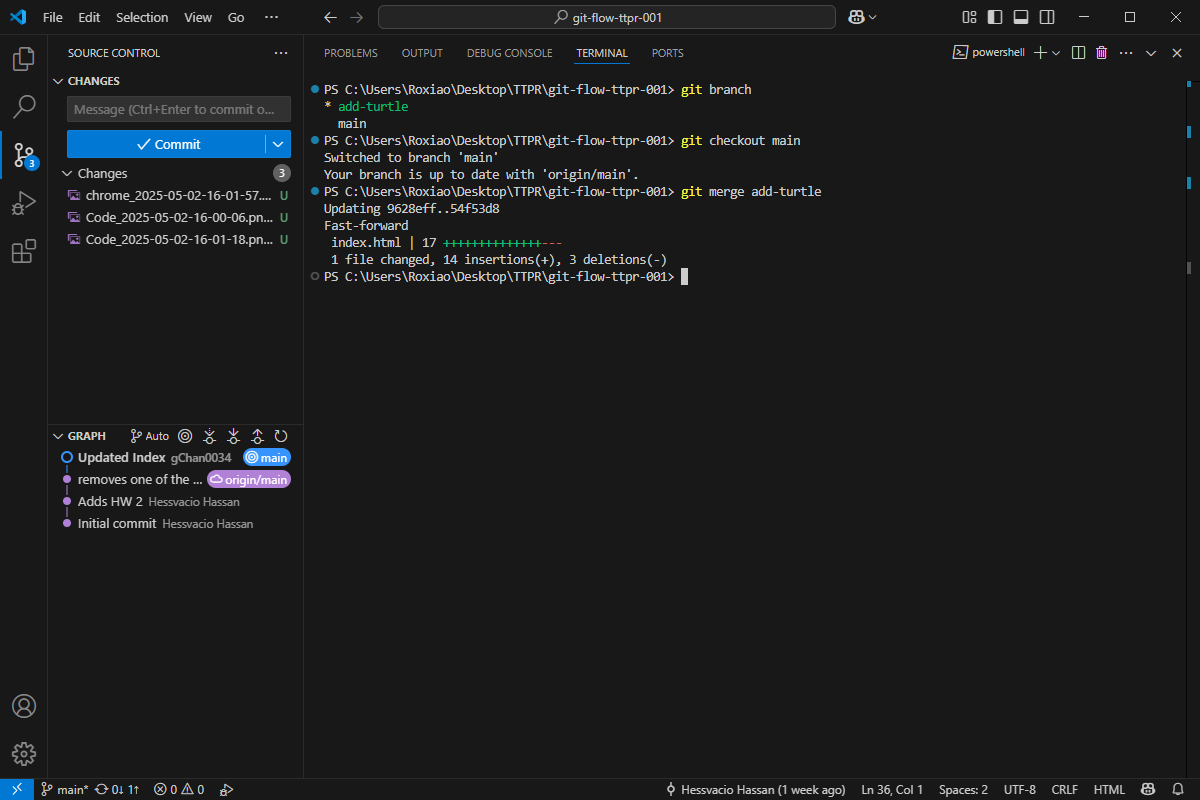 File Edit Selection View Go ··· git-flow-ttpr-001
SOURCE CONTROL ···
CHANGES
Message (Ctrl+Enter to commit o...
Commit
Changes 3
chrome_2025-05-02-16-01-57.... U
Code_2025-05-02-16-00-06.pn... U
Code_2025-05-02-16-01-18.pn... U
3
GRAPH Auto
Updated Index gChan0034 main
removes one of the ... origin/main
Adds HW 2 Hessvacio Hassan
Initial commit Hessvacio Hassan
PROBLEMS OUTPUT DEBUG CONSOLE TERMINAL PORTS powershell ···
PS C:\Users\Roxiao\Desktop\TTPR\git-flow-ttpr-001> git branch
* add-turtle
main
PS C:\Users\Roxiao\Desktop\TTPR\git-flow-ttpr-001> git checkout main
Switched to branch 'main'
Your branch is up to date with 'origin/main'.
PS C:\Users\Roxiao\Desktop\TTPR\git-flow-ttpr-001> git merge add-turtle
Updating 9628eff..54f53d8
Fast-forward
index.html | 17 ++++++++++++++---
1 file changed, 14 insertions(+), 3 deletions(-)
PS C:\Users\Roxiao\Desktop\TTPR\git-flow-ttpr-001>
main* 0↓ 1↑ 0 0 Hessvacio Hassan (1 week ago) Ln 36, Col 1 Spaces: 2 UTF-8 CRLF HTML